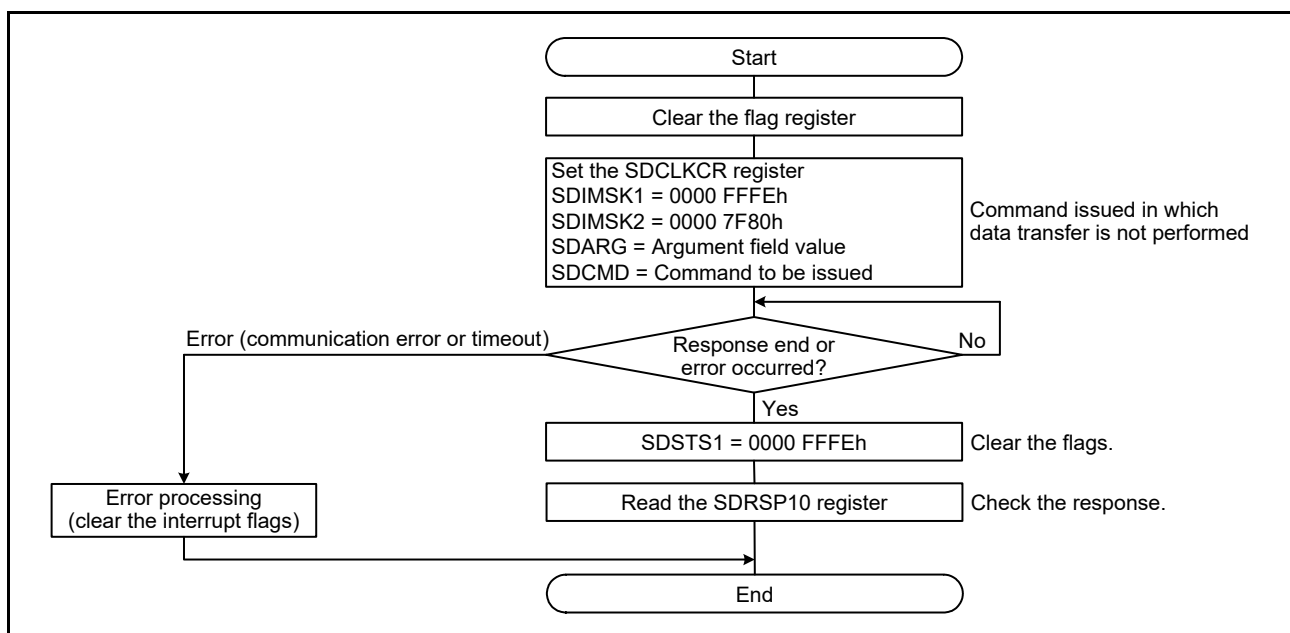 Start
Clear the flag register
Set the SDCLKCR register
SDIMSK1 = 0000 FFFEh
SDIMSK2 = 0000 7F80h
SDARG = Argument field value
SDCMD = Command to be issued
Command issued in which
data transfer is not performed
Error (communication error or timeout)
Response end or
error occurred?
No
Yes
SDSTS1 = 0000 FFFEh
Clear the flags.
Error processing
(clear the interrupt flags)
Read the SDRSP10 register
Check the response.
End